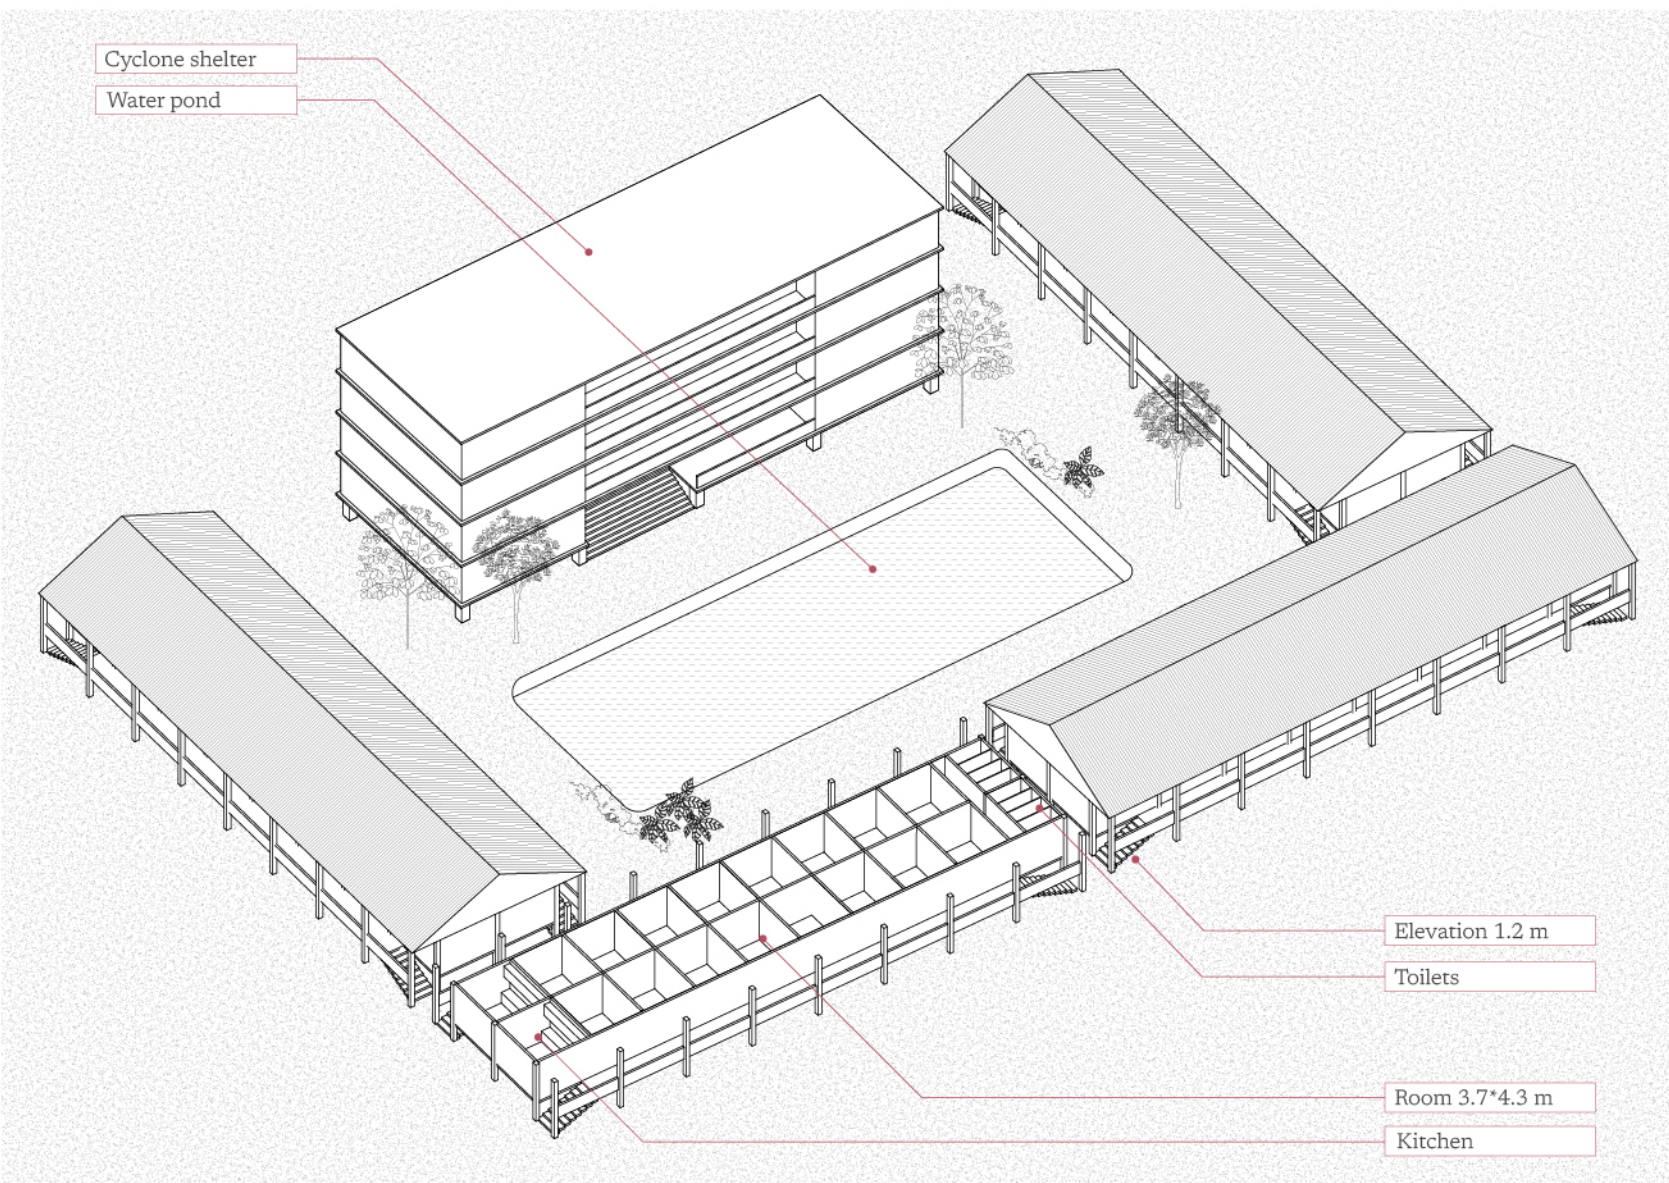 Cyclone shelter
Water pond
Elevation 1.2 m
Toilets
Room 3.7*4.3 m
Kitchen